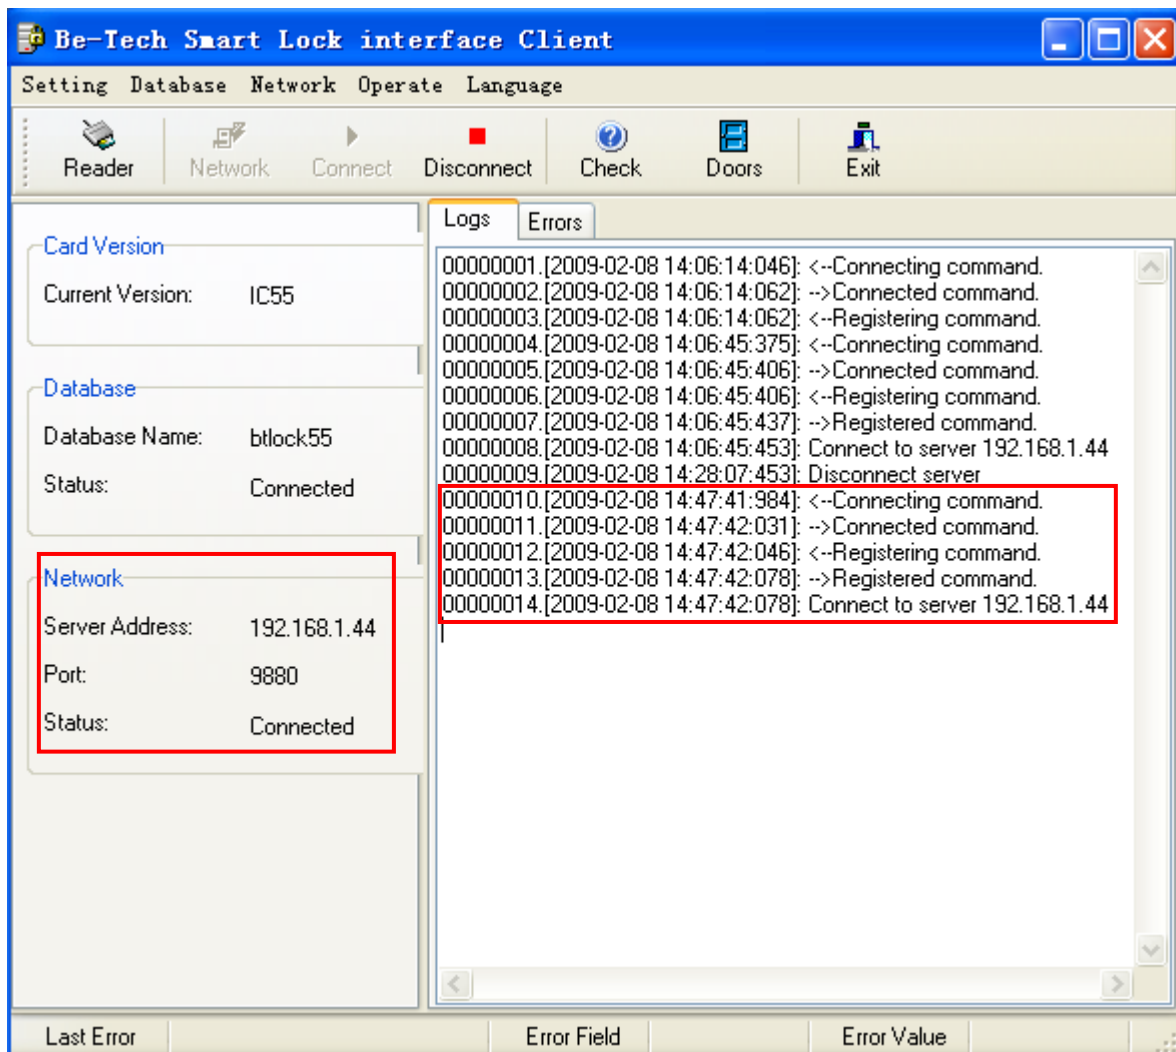 Be-Tech Smart Lock interface Client
Setting Database Network Operate Language
Reader Network Connect Disconnect Check Doors Exit
Card Version
Current Version: IC55
Database
Database Name: btlock55
Status: Connected
Network
Server Address: 192.168.1.44
Port: 9880
Status: Connected
Logs Errors
00000001.[2009-02-08 14:06:14:046]: <--Connecting command.
00000002.[2009-02-08 14:06:14:062]: -->Connected command.
00000003.[2009-02-08 14:06:14:062]: <--Registering command.
00000004.[2009-02-08 14:06:45:375]: <--Connecting command.
00000005.[2009-02-08 14:06:45:406]: -->Connected command.
00000006.[2009-02-08 14:06:45:406]: <--Registering command.
00000007.[2009-02-08 14:06:45:437]: -->Registered command.
00000008.[2009-02-08 14:06:45:453]: Connect to server 192.168.1.44
00000009.[2009-02-08 14:28:07:453]: Disconnect server
00000010.[2009-02-08 14:47:41:984]: <--Connecting command.
00000011.[2009-02-08 14:47:42:031]: -->Connected command.
00000012.[2009-02-08 14:47:42:046]: <--Registering command.
00000013.[2009-02-08 14:47:42:078]: -->Registered command.
00000014.[2009-02-08 14:47:42:078]: Connect to server 192.168.1.44
Last Error Error Field Error Value